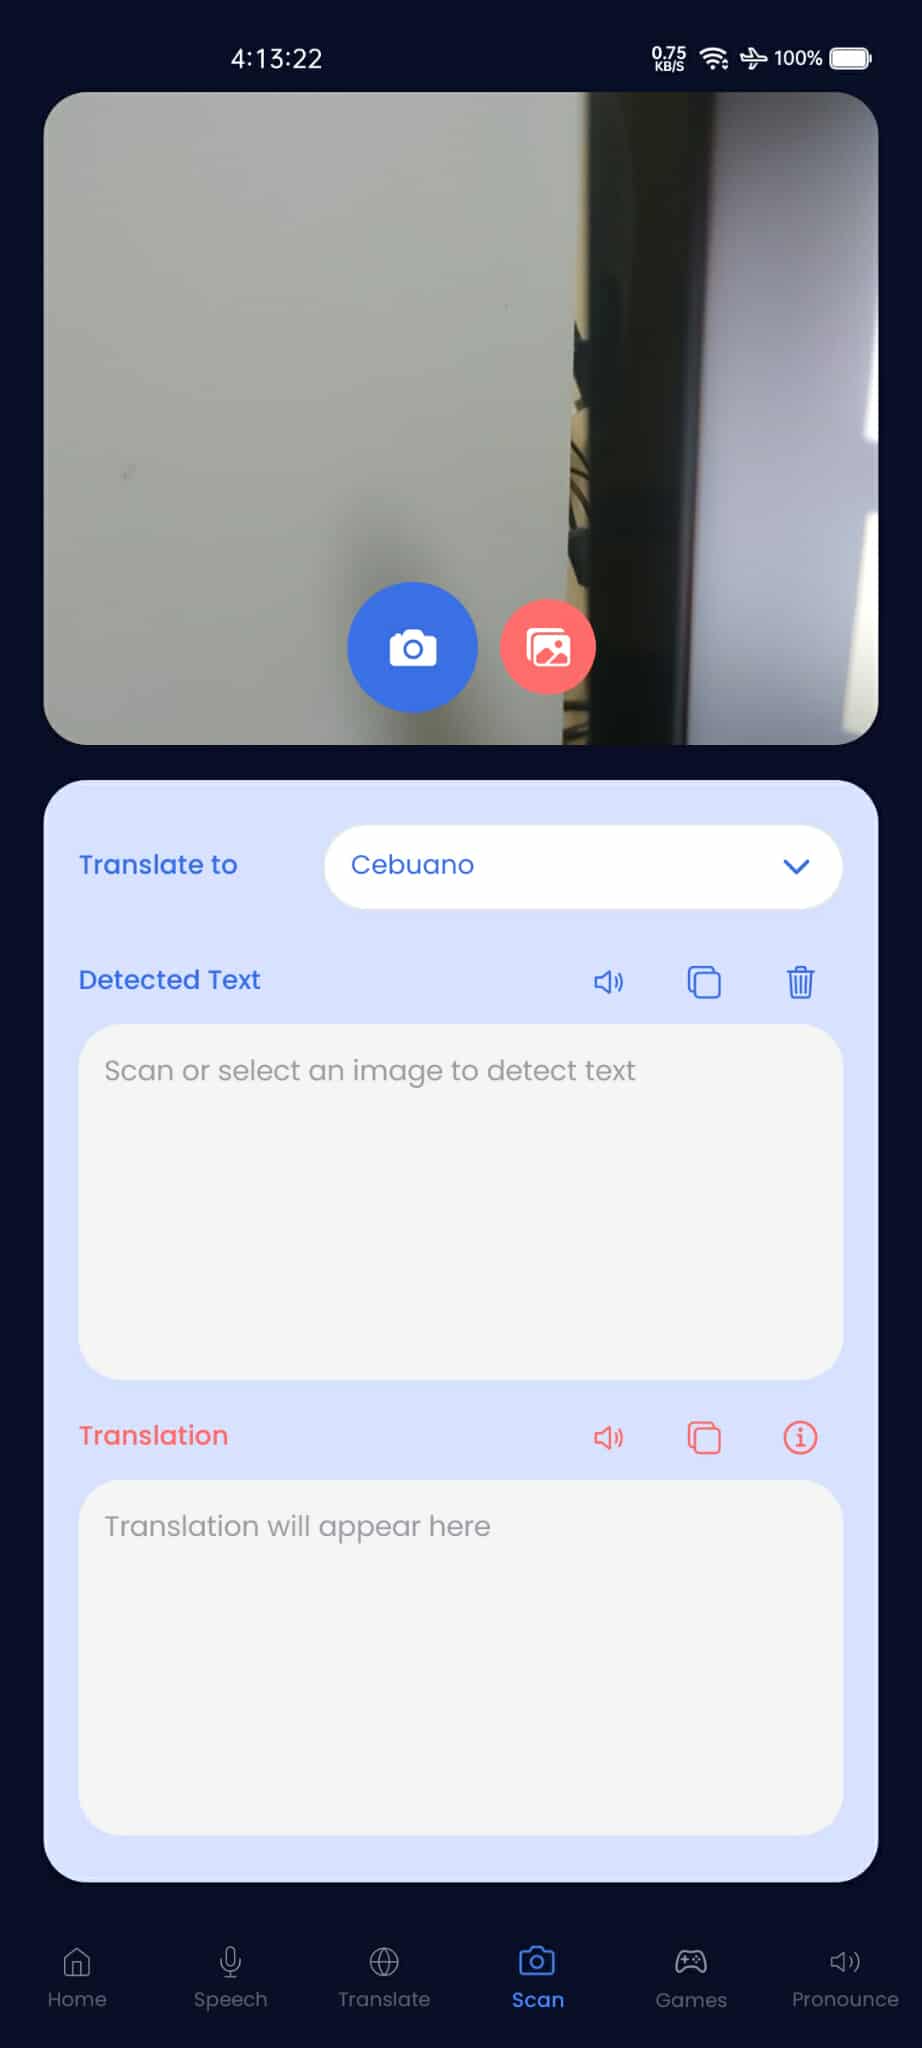 4:13:22
0.75
KB/S
100%
Translate to
Cebuano
Detected Text
Scan or select an image to detect text
Translation
Translation will appear here
Home
Speech
Translate
Scan
Games
Pronounce